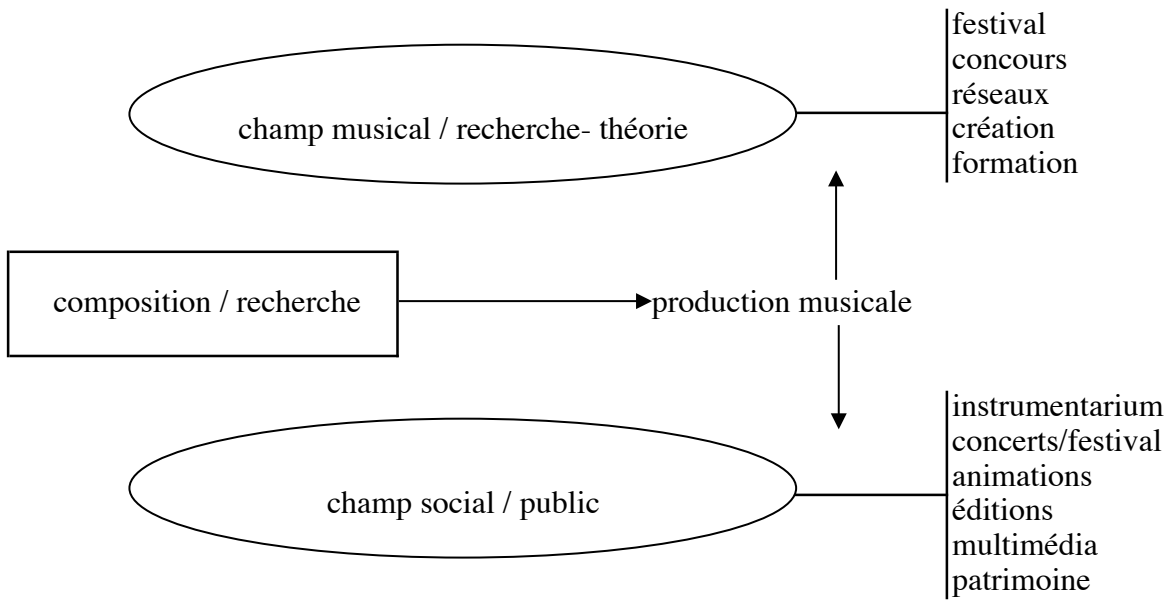 champ musical / recherche- théorie
festival
concours
réseaux
création
formation
composition / recherche
production musicale
champ social / public
instrumentarium
concerts/festival
animations
éditions
multimédia
patrimoine